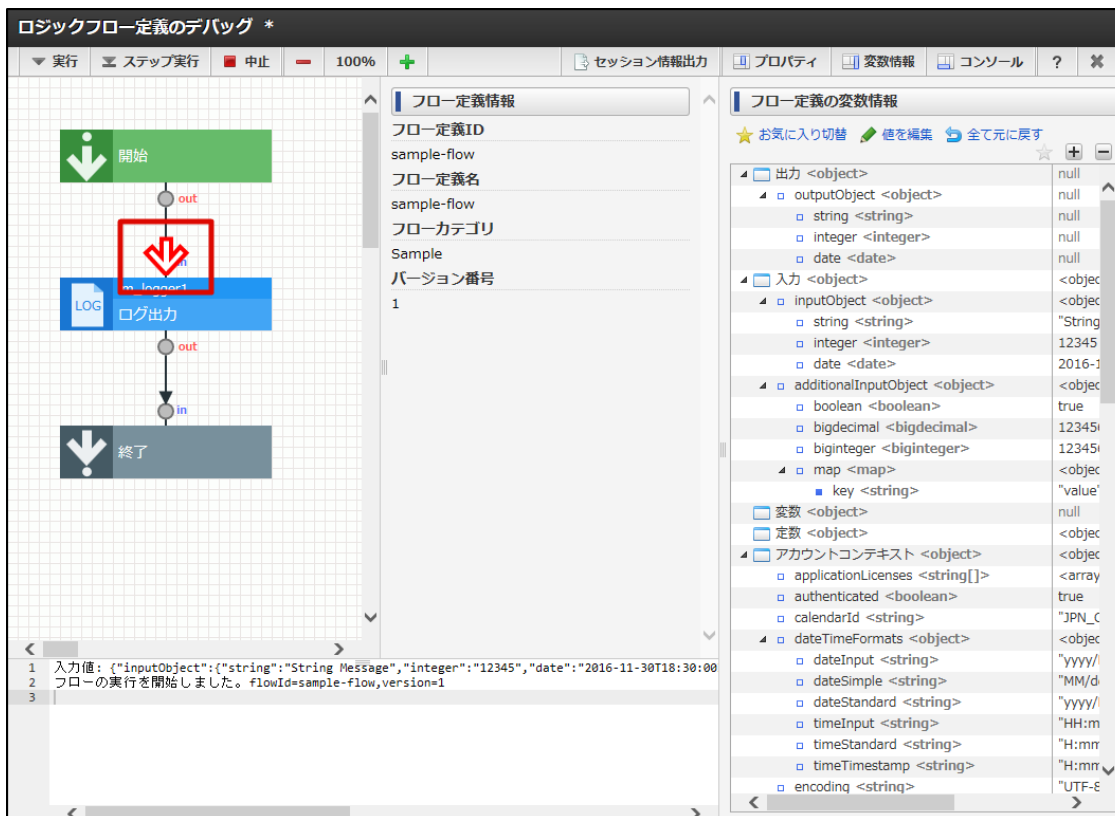 ロジックフロー定義のデバッグ *
実行 ステップ実行 中止 100% セッション情報出力 プロパティ 変数情報 コンソール ?
開始
out
in
im_logger1
LOG
ログ出力
out
in
終了
フロー定義情報
フロー定義ID
sample-flow
フロー定義名
sample-flow
フローカテゴリ
Sample
バージョン番号
1
フロー定義の変数情報
お気に入り切替 値を編集 全て元に戻す
出力 <object> null
outputObject <object> null
string <string> null
integer <integer> null
date <date> null
入力 <object> <objec
inputObject <object> <objec
string <string> "String
integer <integer> 12345
date <date> 2016-1
additionalInputObject <object> <objec
boolean <boolean> true
bigdecimal <bigdecimal> 12345
biginteger <biginteger> 12345
map <map> <objec
key <string> "value"
変数 <object> null
定数 <object> <objec
アカウントコンテキスト <object> <objec
applicationLicenses <string[]> <array
authenticated <boolean> true
calendarId <string> "JPN_C
dateTimeFormats <object> <objec
dateInput <string> "yyyy/
dateSimple <string> "MM/d
dateStandard <string> "yyyy/
timeInput <string> "HH:m
timeStandard <string> "H:mm
timeTimestamp <string> "H:mm
encoding <string> "UTF-8
1 入力値: {"inputObject":{"string":"String Message","integer":"12345","date":"2016-11-30T18:30:00
2 フローの実行を開始しました。flowId=sample-flow,version=1
3